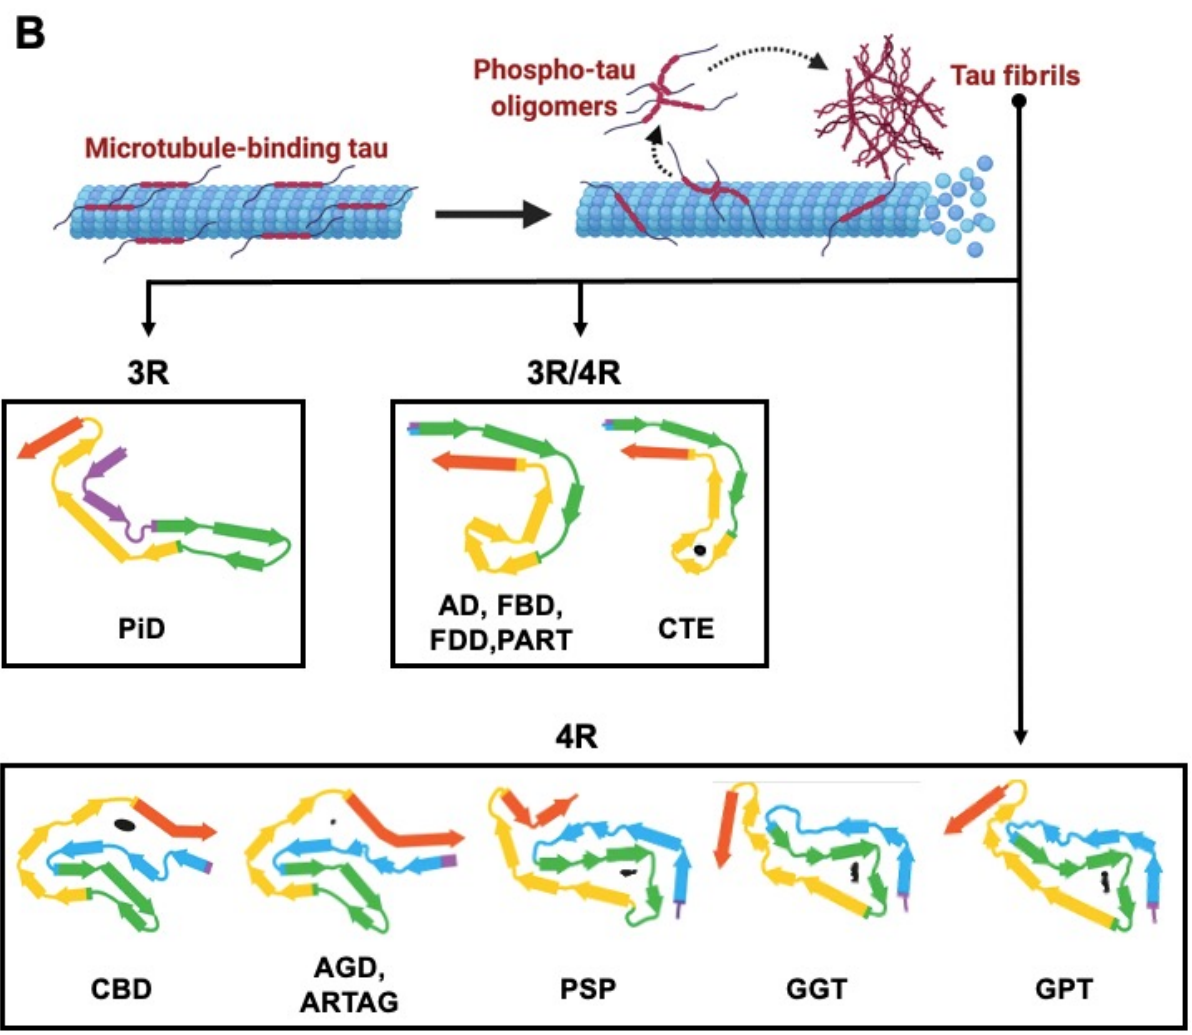 B
Phospho-tau
oligomers
Tau fibrils
Microtubule-binding tau
3R
3R/4R
PiD
AD, FBD,
FDD,PART
CTE
4R
CBD
AGD,
ARTAG
PSP
GGT
GPT